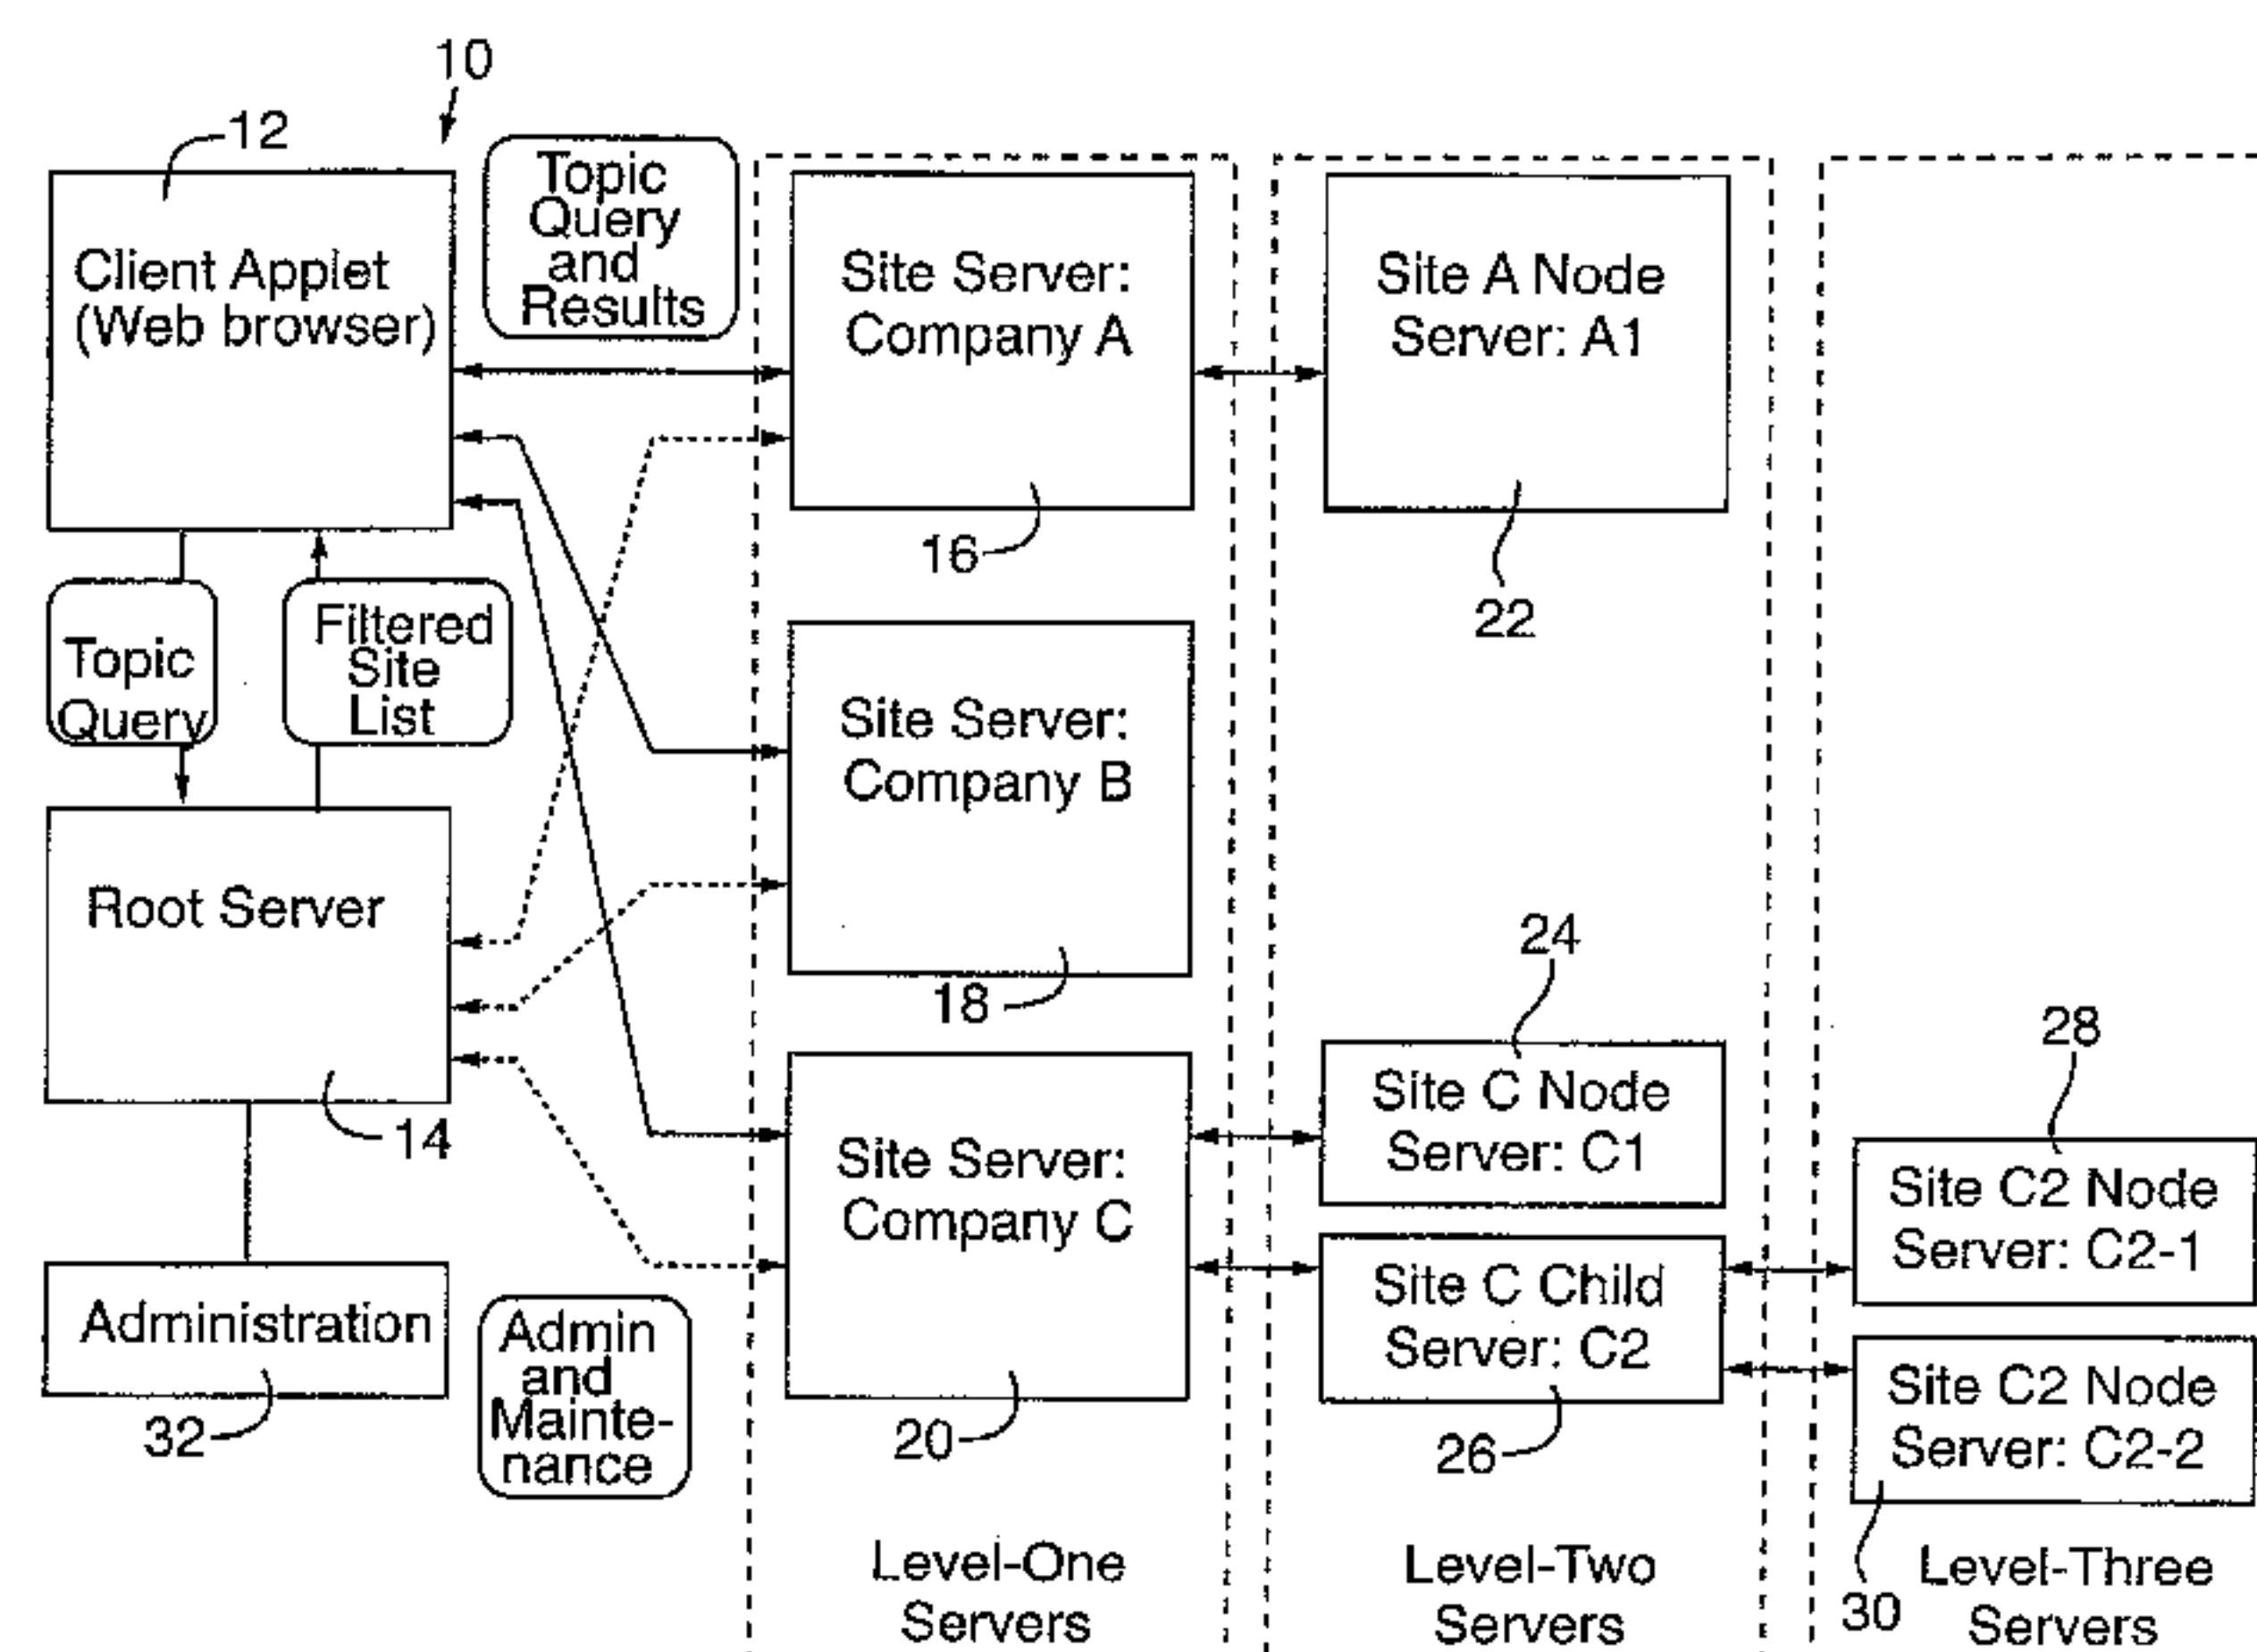 10
12
Client Applet
(Web browser)
Topic
Query
and
Results
Site Server:
Company A
16
Site A Node
Server: A1
22
Topic
Query
Filtered
Site
List
Site Server:
Company B
18
Root Server
14
24
Site C Node
Server: C1
28
Site C2 Node
Server: C2-1
Site Server:
Company C
20
Site C Child
Server: C2
26
Site C2 Node
Server: C2-2
30
Administration
32
Admin
and
Mainte-
nance
Level-One
Servers
Level-Two
Servers
Level-Three
Servers